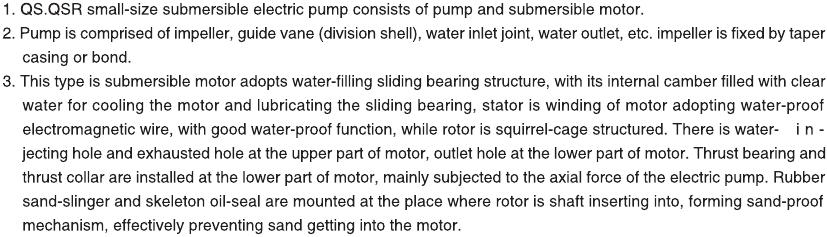 1. QS.QSR small-size submersible electric pump consists of pump and submersible motor.
2. Pump is comprised of impeller, guide vane (division shell), water inlet joint, water outlet, etc. impeller is fixed by taper
casing or bond.
3. This type is submersible motor adopts water-filling sliding bearing structure, with its internal camber filled with clear
water for cooling the motor and lubricating the sliding bearing, stator is winding of motor adopting water-proof
electromagnetic wire, with good water-proof function, while rotor is squirrel-cage structured. There is water- in-
jecting hole and exhausted hole at the upper part of motor, outlet hole at the lower part of motor. Thrust bearing and
thrust collar are installed at the lower part of motor, mainly subjected to the axial force of the electric pump. Rubber
sand-slinger and skeleton oil-seal are mounted at the place where rotor is shaft inserting into, forming sand-proof
mechanism, effectively preventing sand getting into the motor.